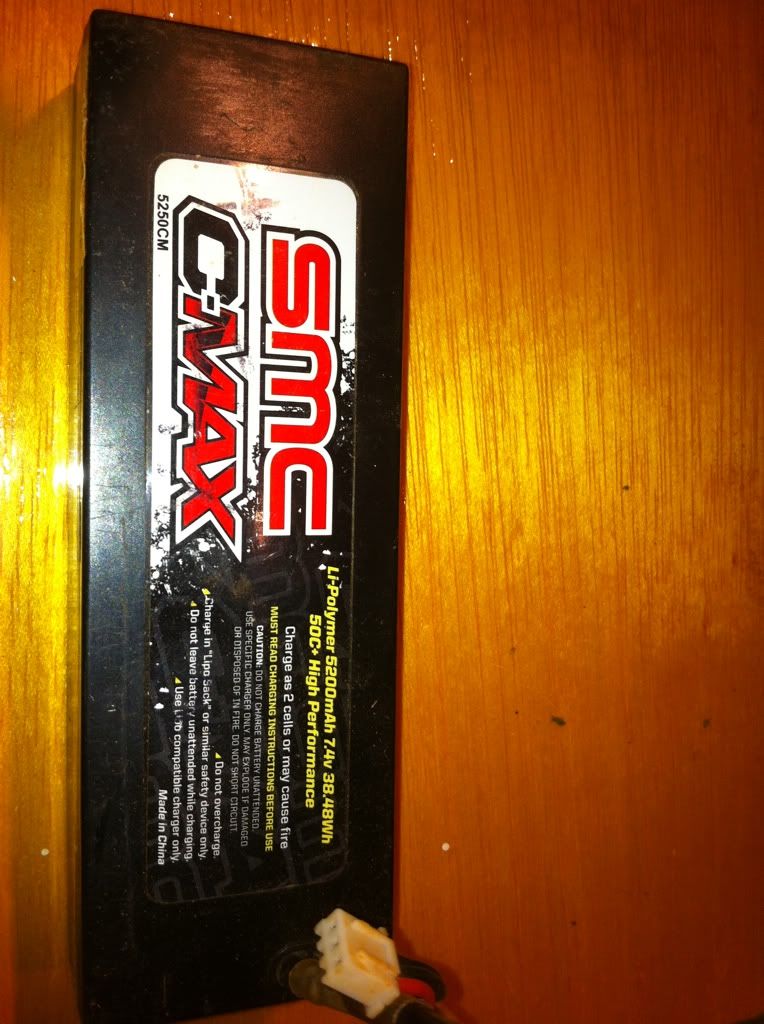 smc
C-MAX
5250CM
Li-Polymer 5200mAh 7.4v 38.48Wh
50C+ High Performance
Charge as 2 cells or may cause fire
MUST READ CHARGING INSTRUCTIONS BEFORE USE
CAUTION: DO NOT CHARGE BATTERY UNATTENDED.
USE SPECIFIC CHARGER ONLY. MAY EXPLODE IF DAMAGED
OR DISPOSED OF IN FIRE. DO NOT SHORT CIRCUIT.
Do not overcharge.
Charge in "Lipo Sack" or similar safety device only.
Do not leave battery unattended while charging.
Use Lipo compatible charger only.
Made in China